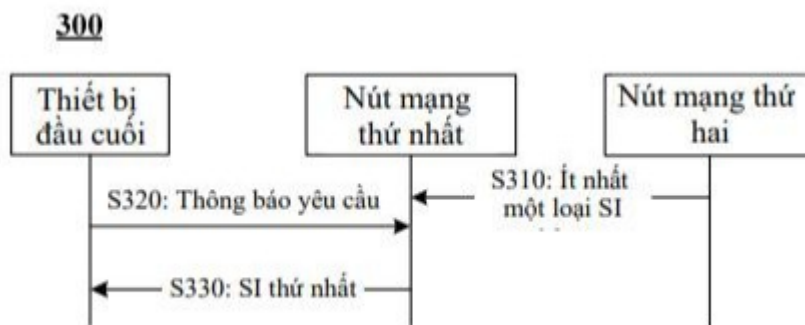 300
Thiết bị
đầu cuối
Nút mạng
thứ nhất
Nút mạng thứ
hai
S310: Ít nhất
một loại SI
S320: Thông báo yêu cầu
S330: SI thứ nhất